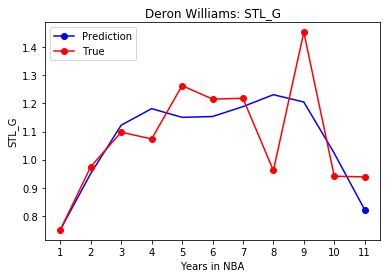 Deron Williams: STL_G
Prediction
True
1.4
1.3
1.2
1.1
1.0
0.9
0.8
STL_G
1 2 3 4 5 6 7 8 9 10 11
Years in NBA